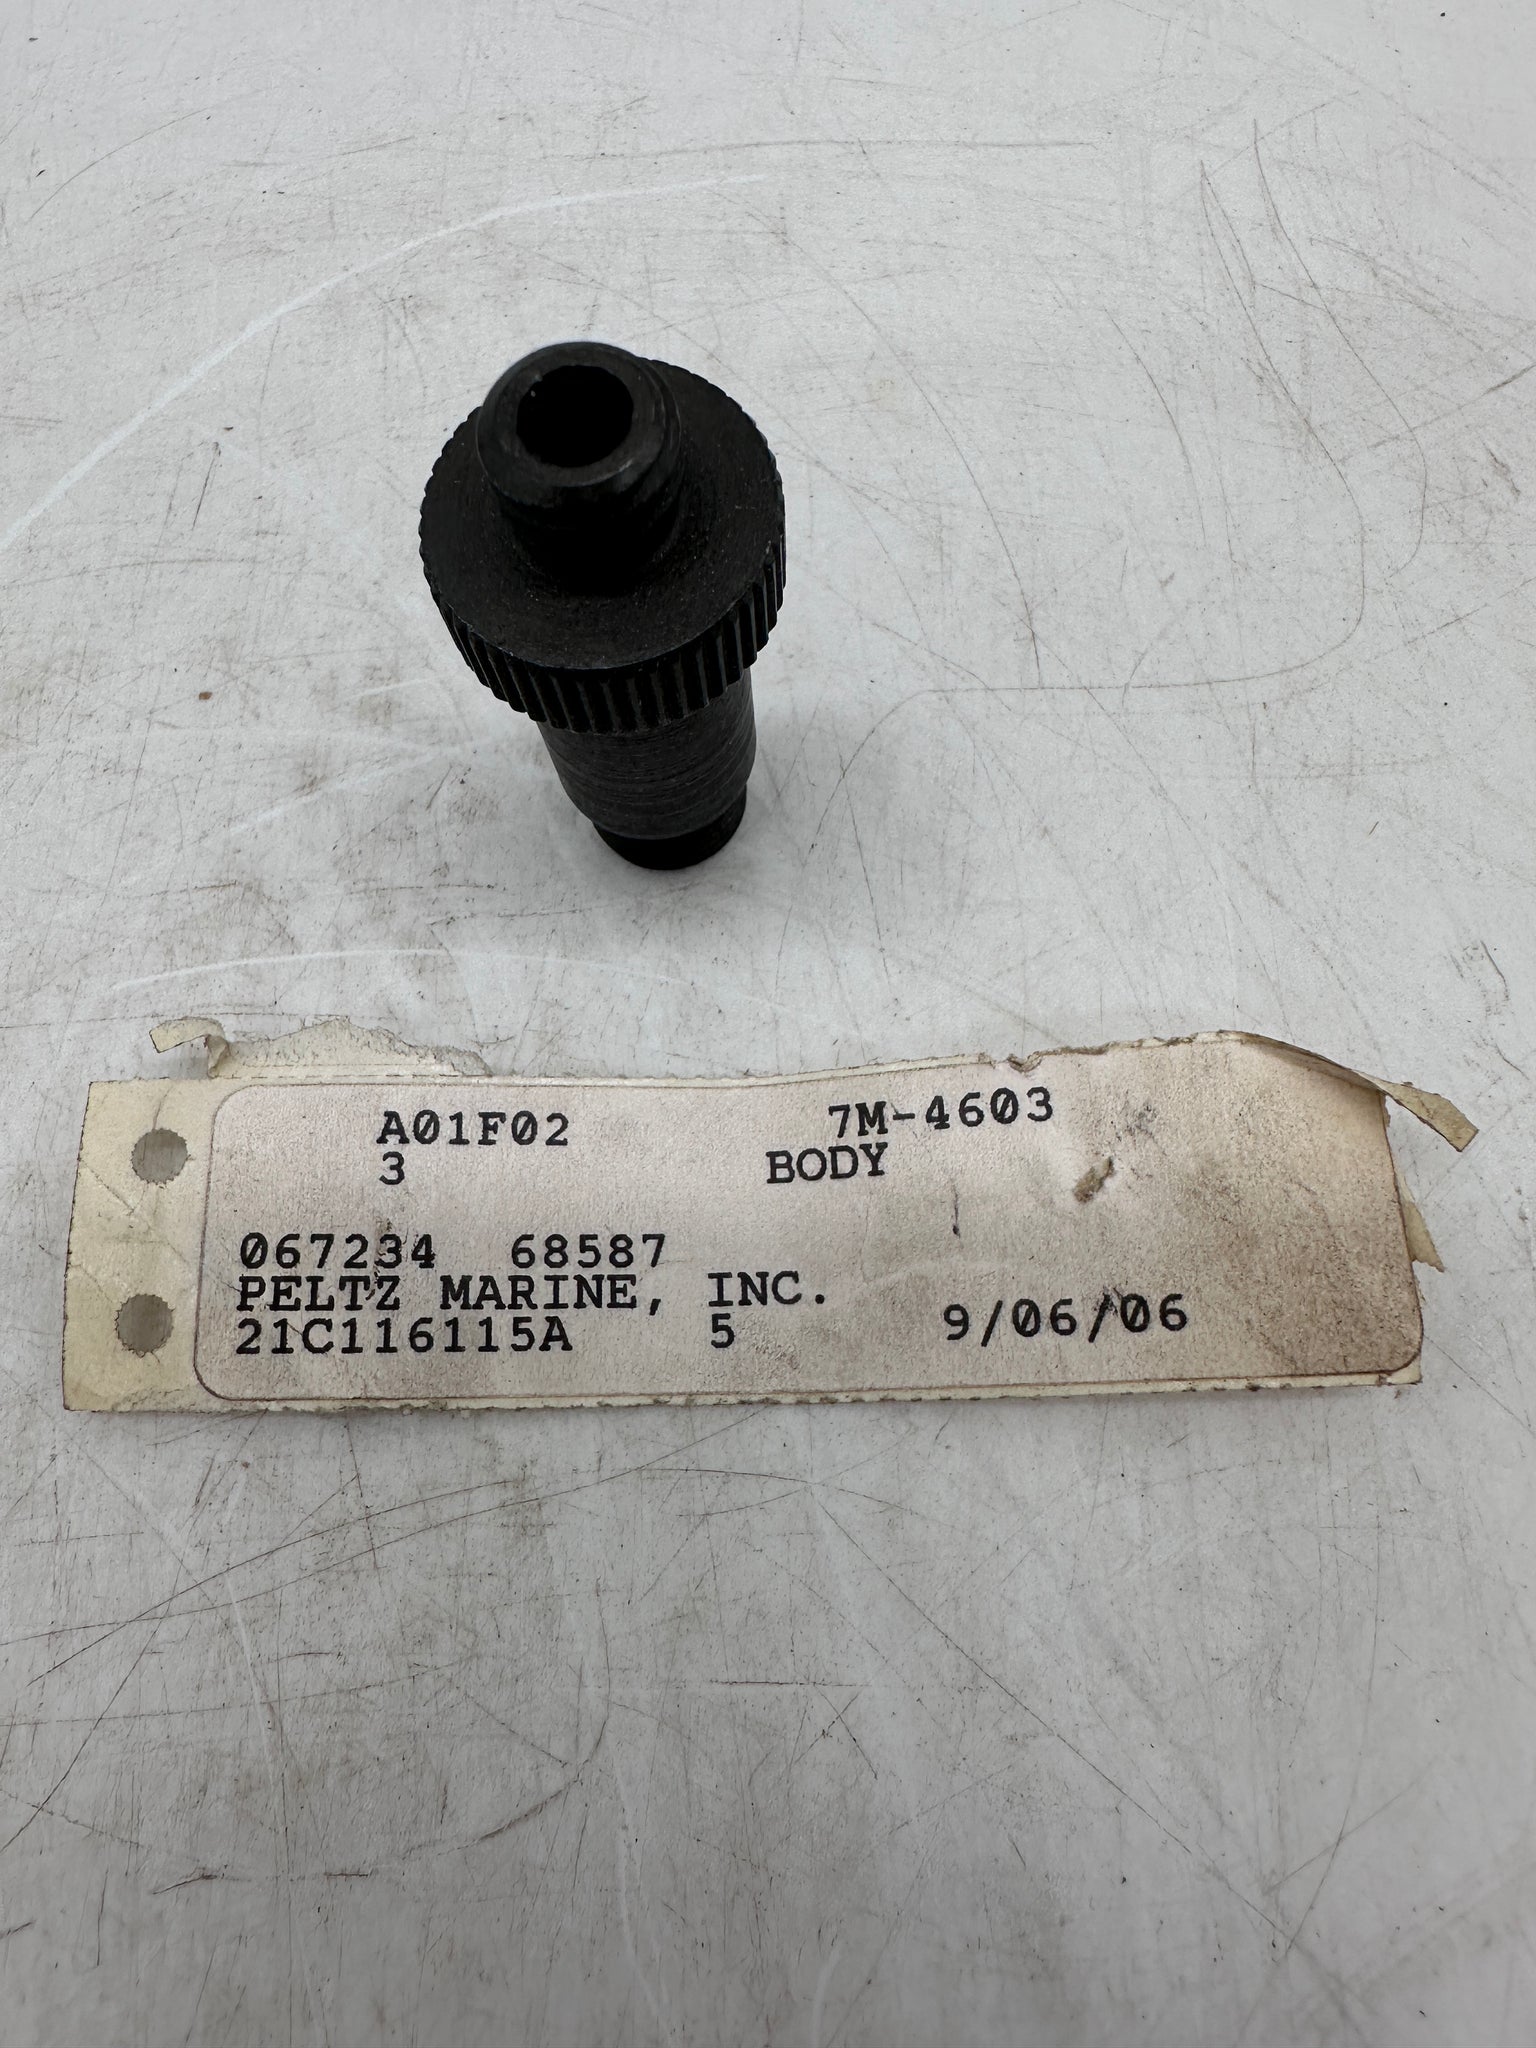 A01F02 7M-4603
3 BODY
067234 68587
PELTZ MARINE, INC.
21C116115A 5 9/06/06